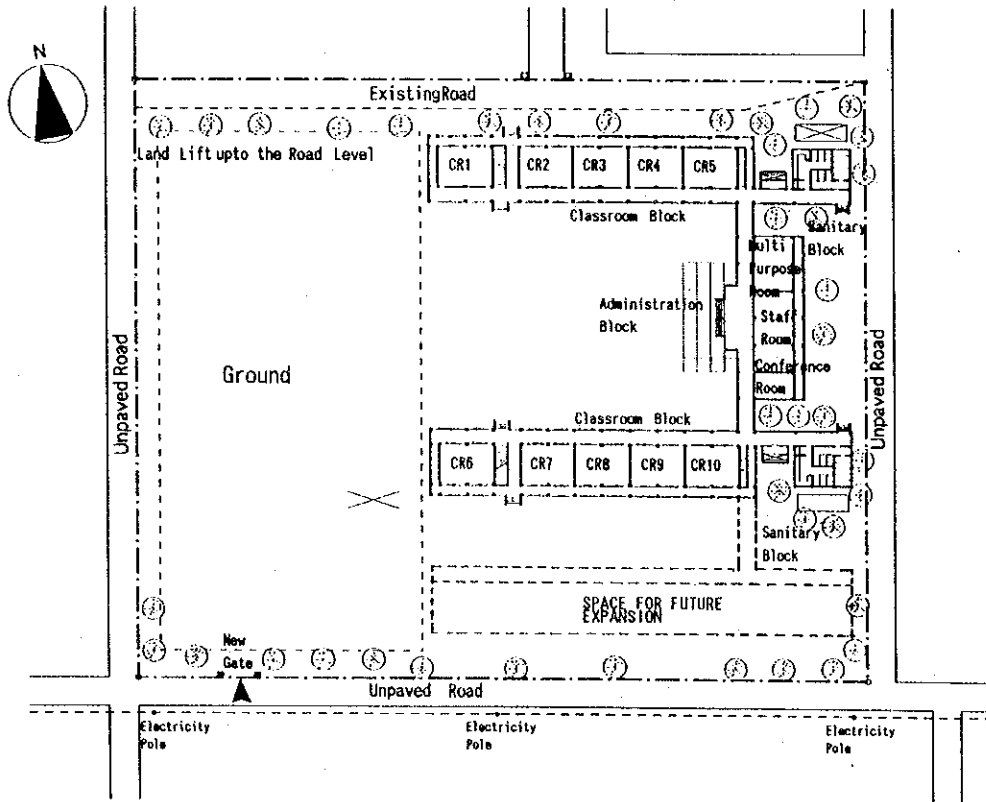 N
ExistingRoad
Land Lift upto the Road Level
CR1
CR2
CR3
CR4
CR5
Classroom Block
Sanitary
Block
Multi
Purpose
Room
Administration
Block
Staff
Room
Conference
Room
Ground
Unpaved Road
Unpaved Road
Classroom Block
CR6
CR7
CR8
CR9
CR10
Sanitary
Block
SPACE FOR FUTURE
EXPANSION
New
Gate
Unpaved Road
Electricity
Pole
Electricity
Pole
Electricity
Pole